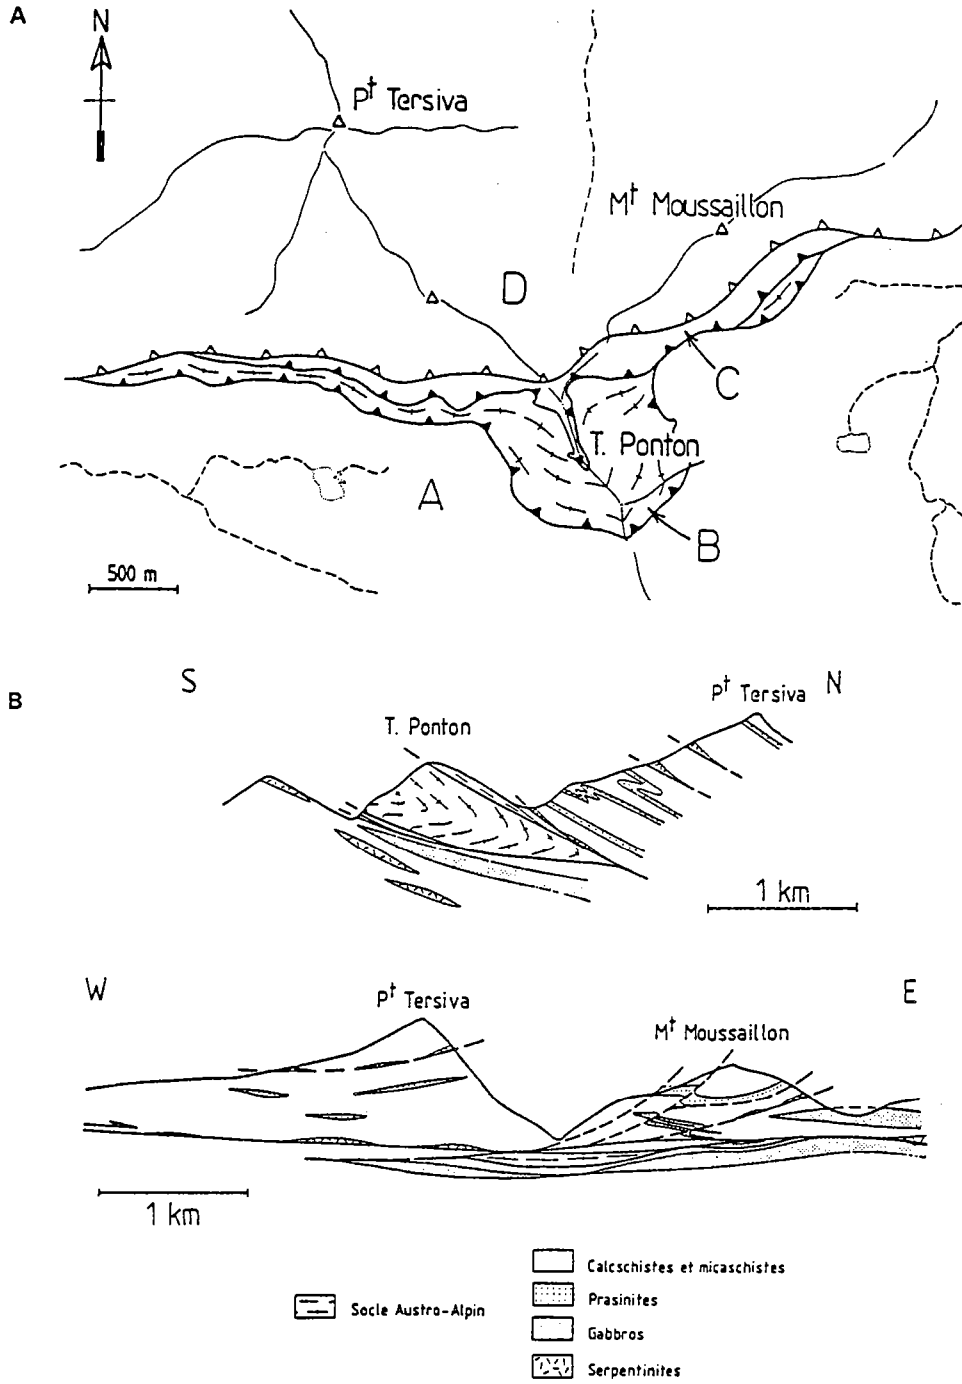 A
N
Pt Tersiva
Mt Moussaillon
D
C
T. Ponton
A
B
500 m
B
S
N
Pt Tersiva
T. Ponton
1 km
W
E
Pt Tersiva
Mt Moussaillon
1 km
Calcschistes et micaschistes
Prasinites
Socle Austro-Alpin
Gabbros
Serpentinites